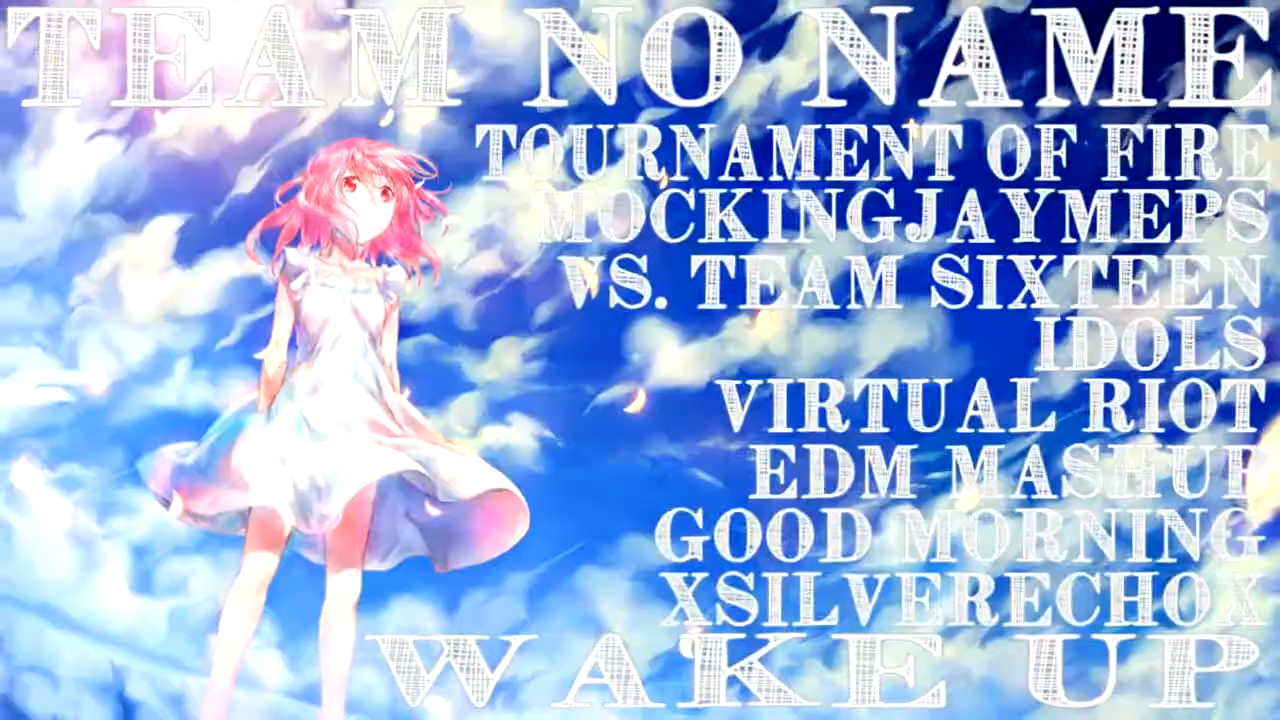 TEAM NO NAME
TOURNAMENT OF FIRE
MOCKINGJAYMEPS
VS. TEAM SIXTEEN
IDOLS
VIRTUAL RIOT
EDM MASHUP
GOOD MORNING
XSILVERECHOX
WAKE UP